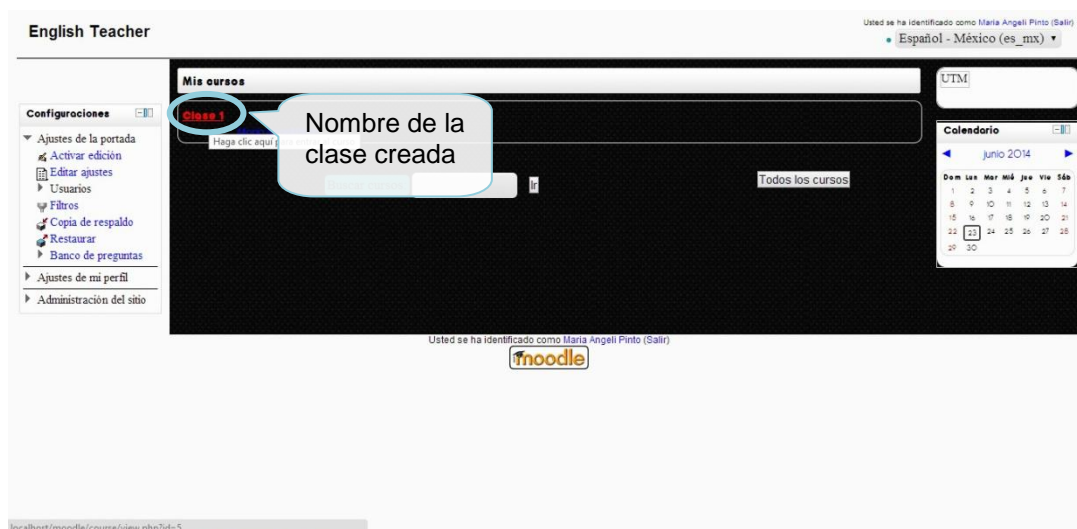 English Teacher
Usted se ha identificado como Maria Angeli Pinto (Salir)
Español - México (es_mx)
Mis cursos
Clase 1
Haga clic aquí
Nombre de la
clase creada
Ir
Todos los cursos
Configuraciones
Ajustes de la portada
Activar edición
Editar ajustes
Usuarios
Filtros
Copia de respaldo
Restaurar
Banco de preguntas
Ajustes de mi perfil
Administración del sitio
UTM
Calendario
junio 2014
Dom Lun Mar Mié Jue Vie Sáb
1 2 3 4 5 6 7
8 9 10 11 12 13 14
15 16 17 18 19 20 21
22 23 24 25 26 27 28
29 30
Usted se ha identificado como Maria Angeli Pinto (Salir)
moodle
localhost/moodle/course/view.php?id=5